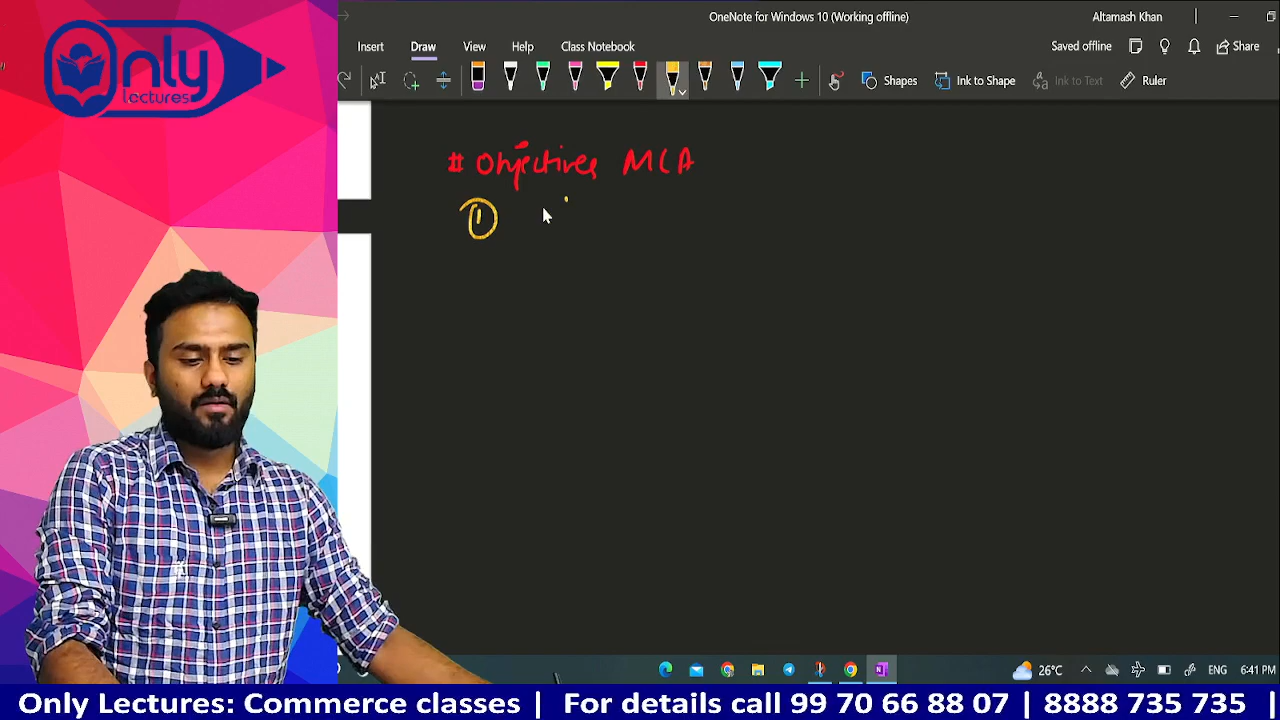 Only
lectures
OneNote for Windows 10 (Working offline)
Altamash Khan
Insert Draw View Help Class Notebook
Saved offline
Share
Shapes
Ink to Shape
Ink to Text
Ruler
# Objectives MCA
1
26°C
ENG
6:41 PM
Only Lectures: Commerce classes | For details call 99 70 66 88 07 | 8888 735 735 |